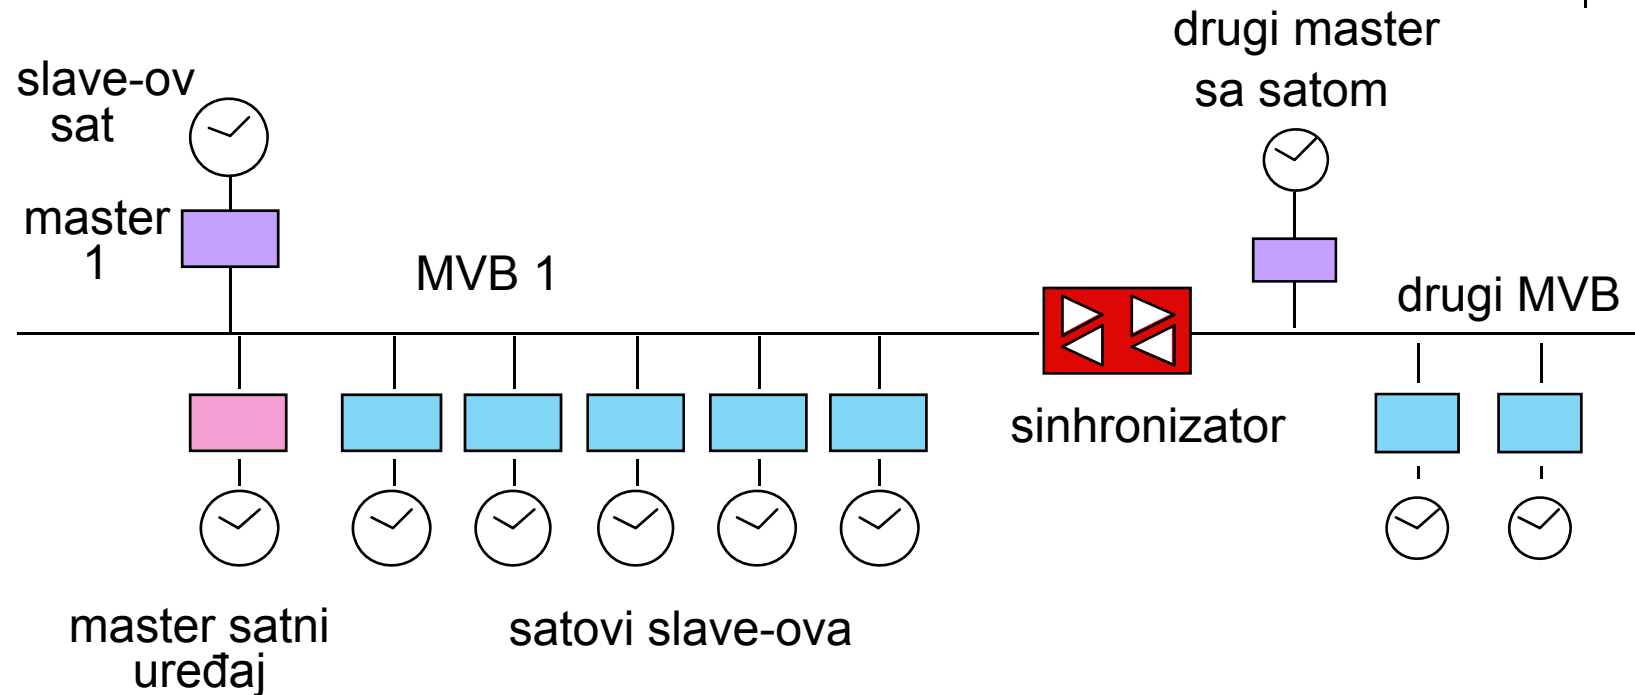 drugi master
sa satom
slave-ov
sat
master
1
MVB 1
drugi MVB
sinhronizator
master satni
uređaj
satovi slave-ova